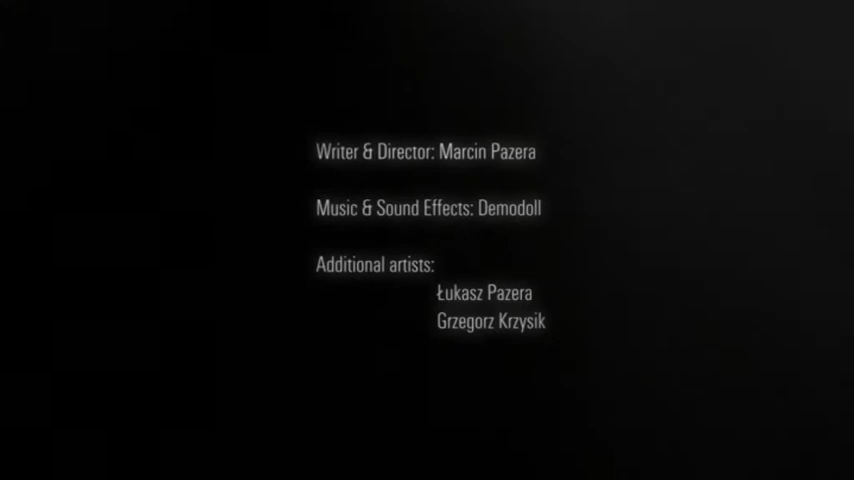 Writer & Director: Marcin Pazera
Music & Sound Effects: Demodoll
Additional artists:
Łukasz Pazera
Grzegorz Krzysik